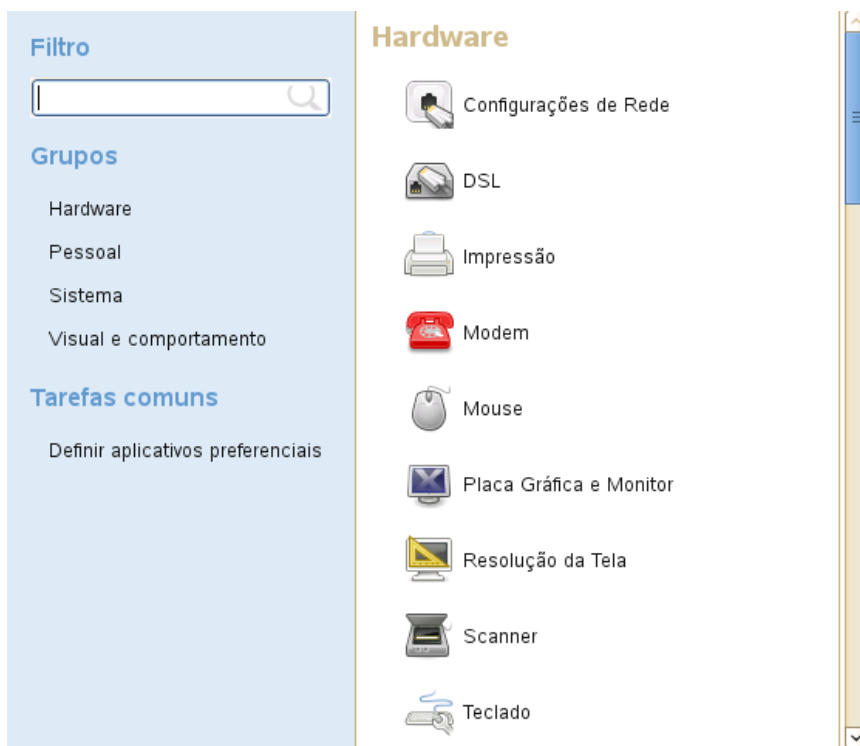 Filtro
Grupos
Hardware
Pessoal
Sistema
Visual e comportamento
Tarefas comuns
Definir aplicativos preferenciais
Hardware
Configurações de Rede
DSL
Impressão
Modem
Mouse
Placa Gráfica e Monitor
Resolução da Tela
Scanner
Teclado